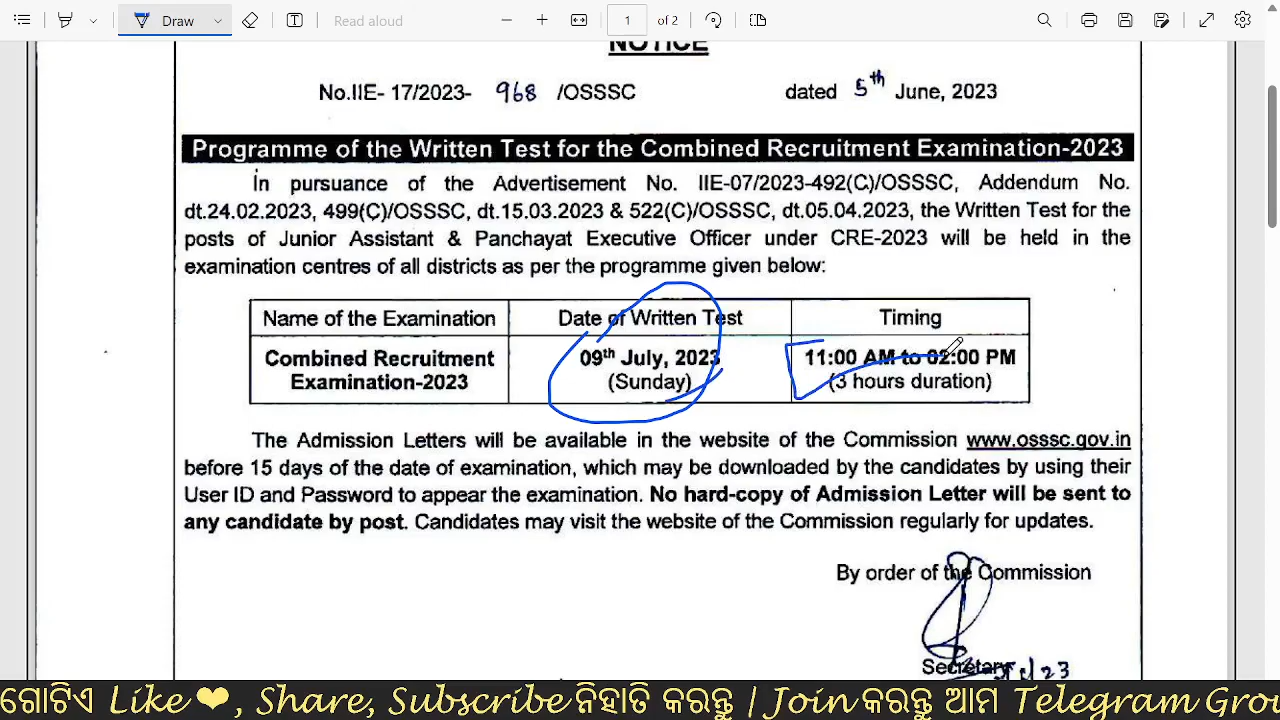 Draw
Read aloud
1 of 2
NOTICE
No.IIE- 17/2023- 968 /OSSSC dated 5th June, 2023
Programme of the Written Test for the Combined Recruitment Examination-2023
In pursuance of the Advertisement No. IIE-07/2023-492(C)/OSSSC, Addendum No.
dt.24.02.2023, 499(C)/OSSSC, dt.15.03.2023 & 522(C)/OSSSC, dt.05.04.2023, the Written Test for the
posts of Junior Assistant & Panchayat Executive Officer under CRE-2023 will be held in the
examination centres of all districts as per the programme given below:
Name of the Examination Date of Written Test Timing
Combined Recruitment 09th July, 2023 11:00 AM to 02:00 PM
Examination-2023 (Sunday) (3 hours duration)
The Admission Letters will be available in the website of the Commission www.osssc.gov.in
before 15 days of the date of examination, which may be downloaded by the candidates by using their
User ID and Password to appear the examination. No hard-copy of Admission Letter will be sent to
any candidate by post. Candidates may visit the website of the Commission regularly for updates.
By order of the Commission
Secretary
ଗୋଟିଏ Like ❤, Share, Subscribe ନିହାତି କରନ୍ତୁ | Join କରନ୍ତୁ ଆମ Telegram Grou